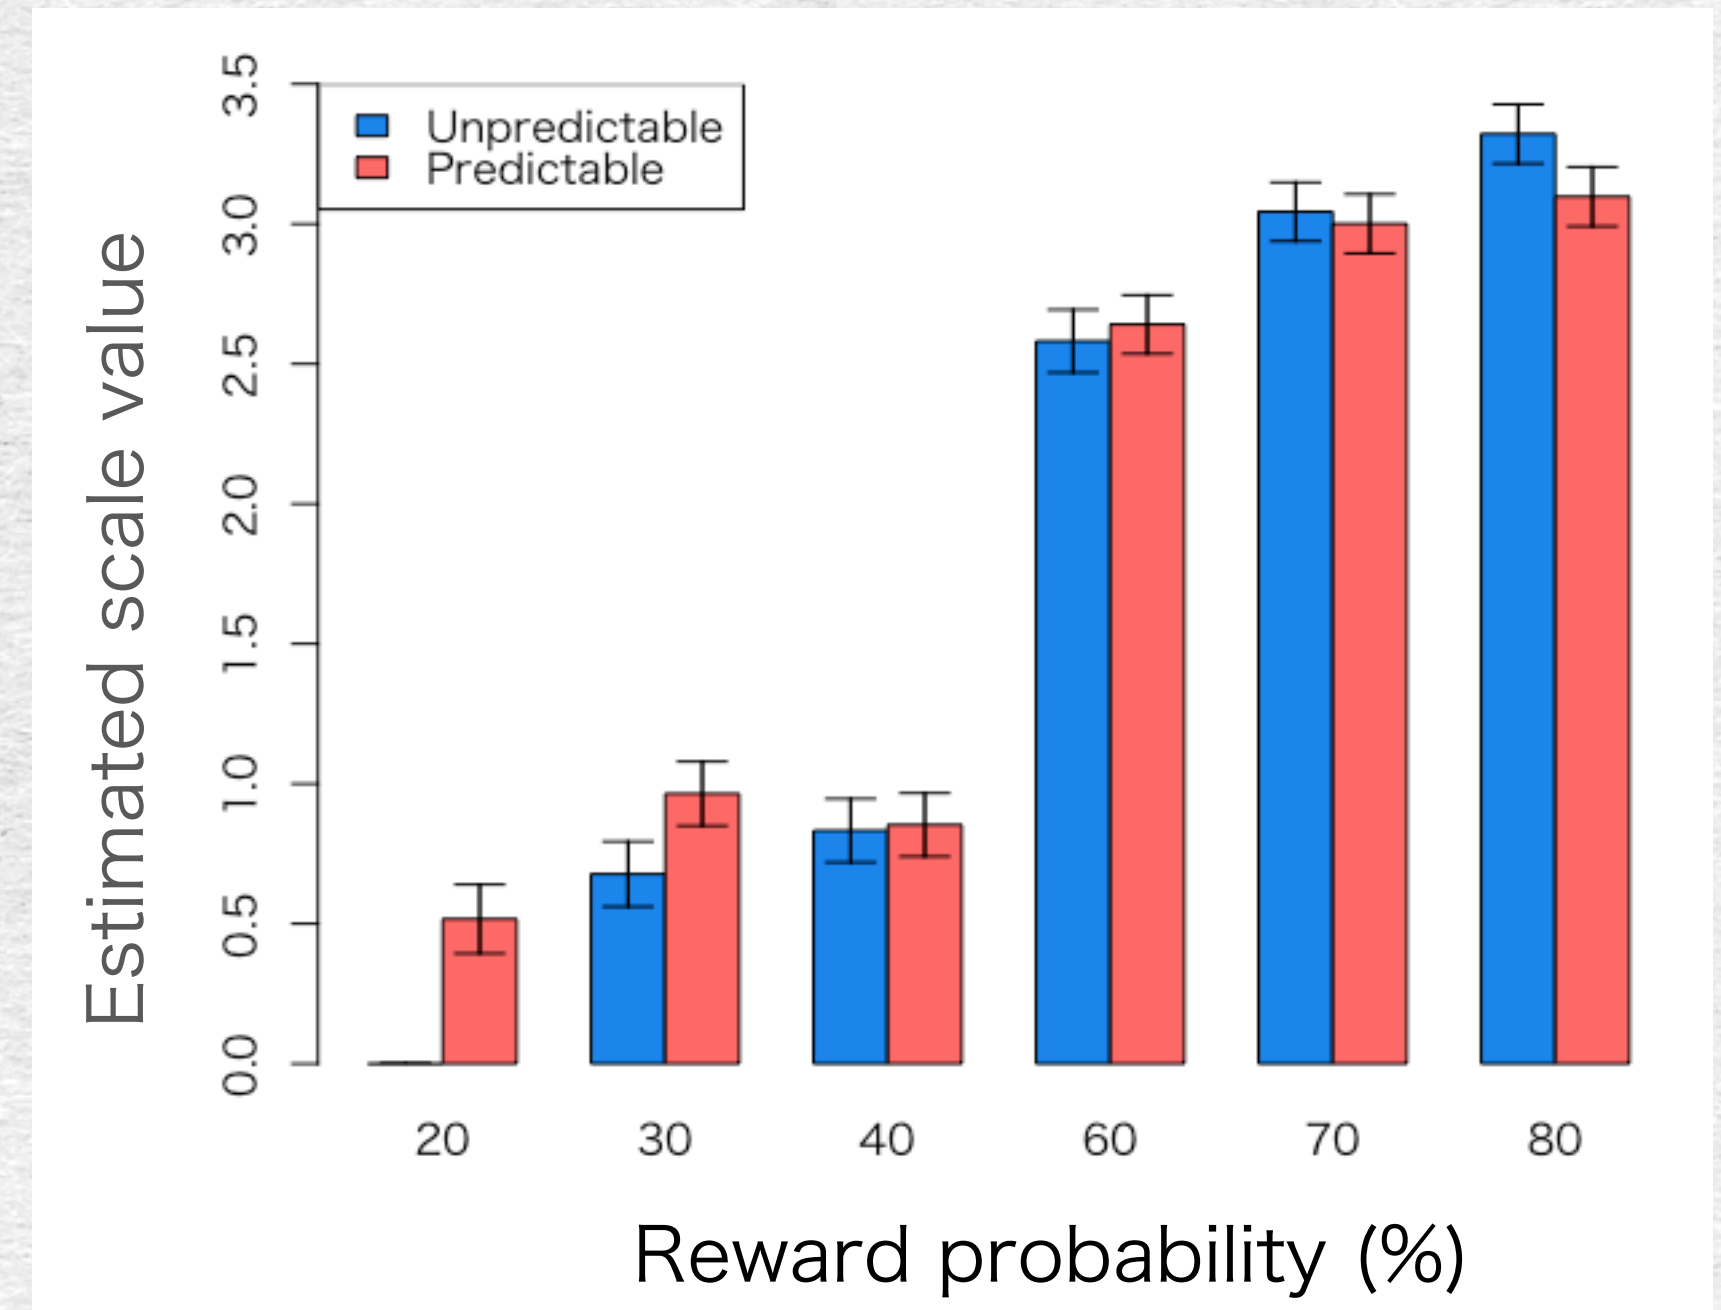 Estimated scale value
3.5
3.0
2.5
2.0
1.5
1.0
0.5
0.0
Unpredictable
Predictable
20 30 40 60 70 80
Reward probability (%)